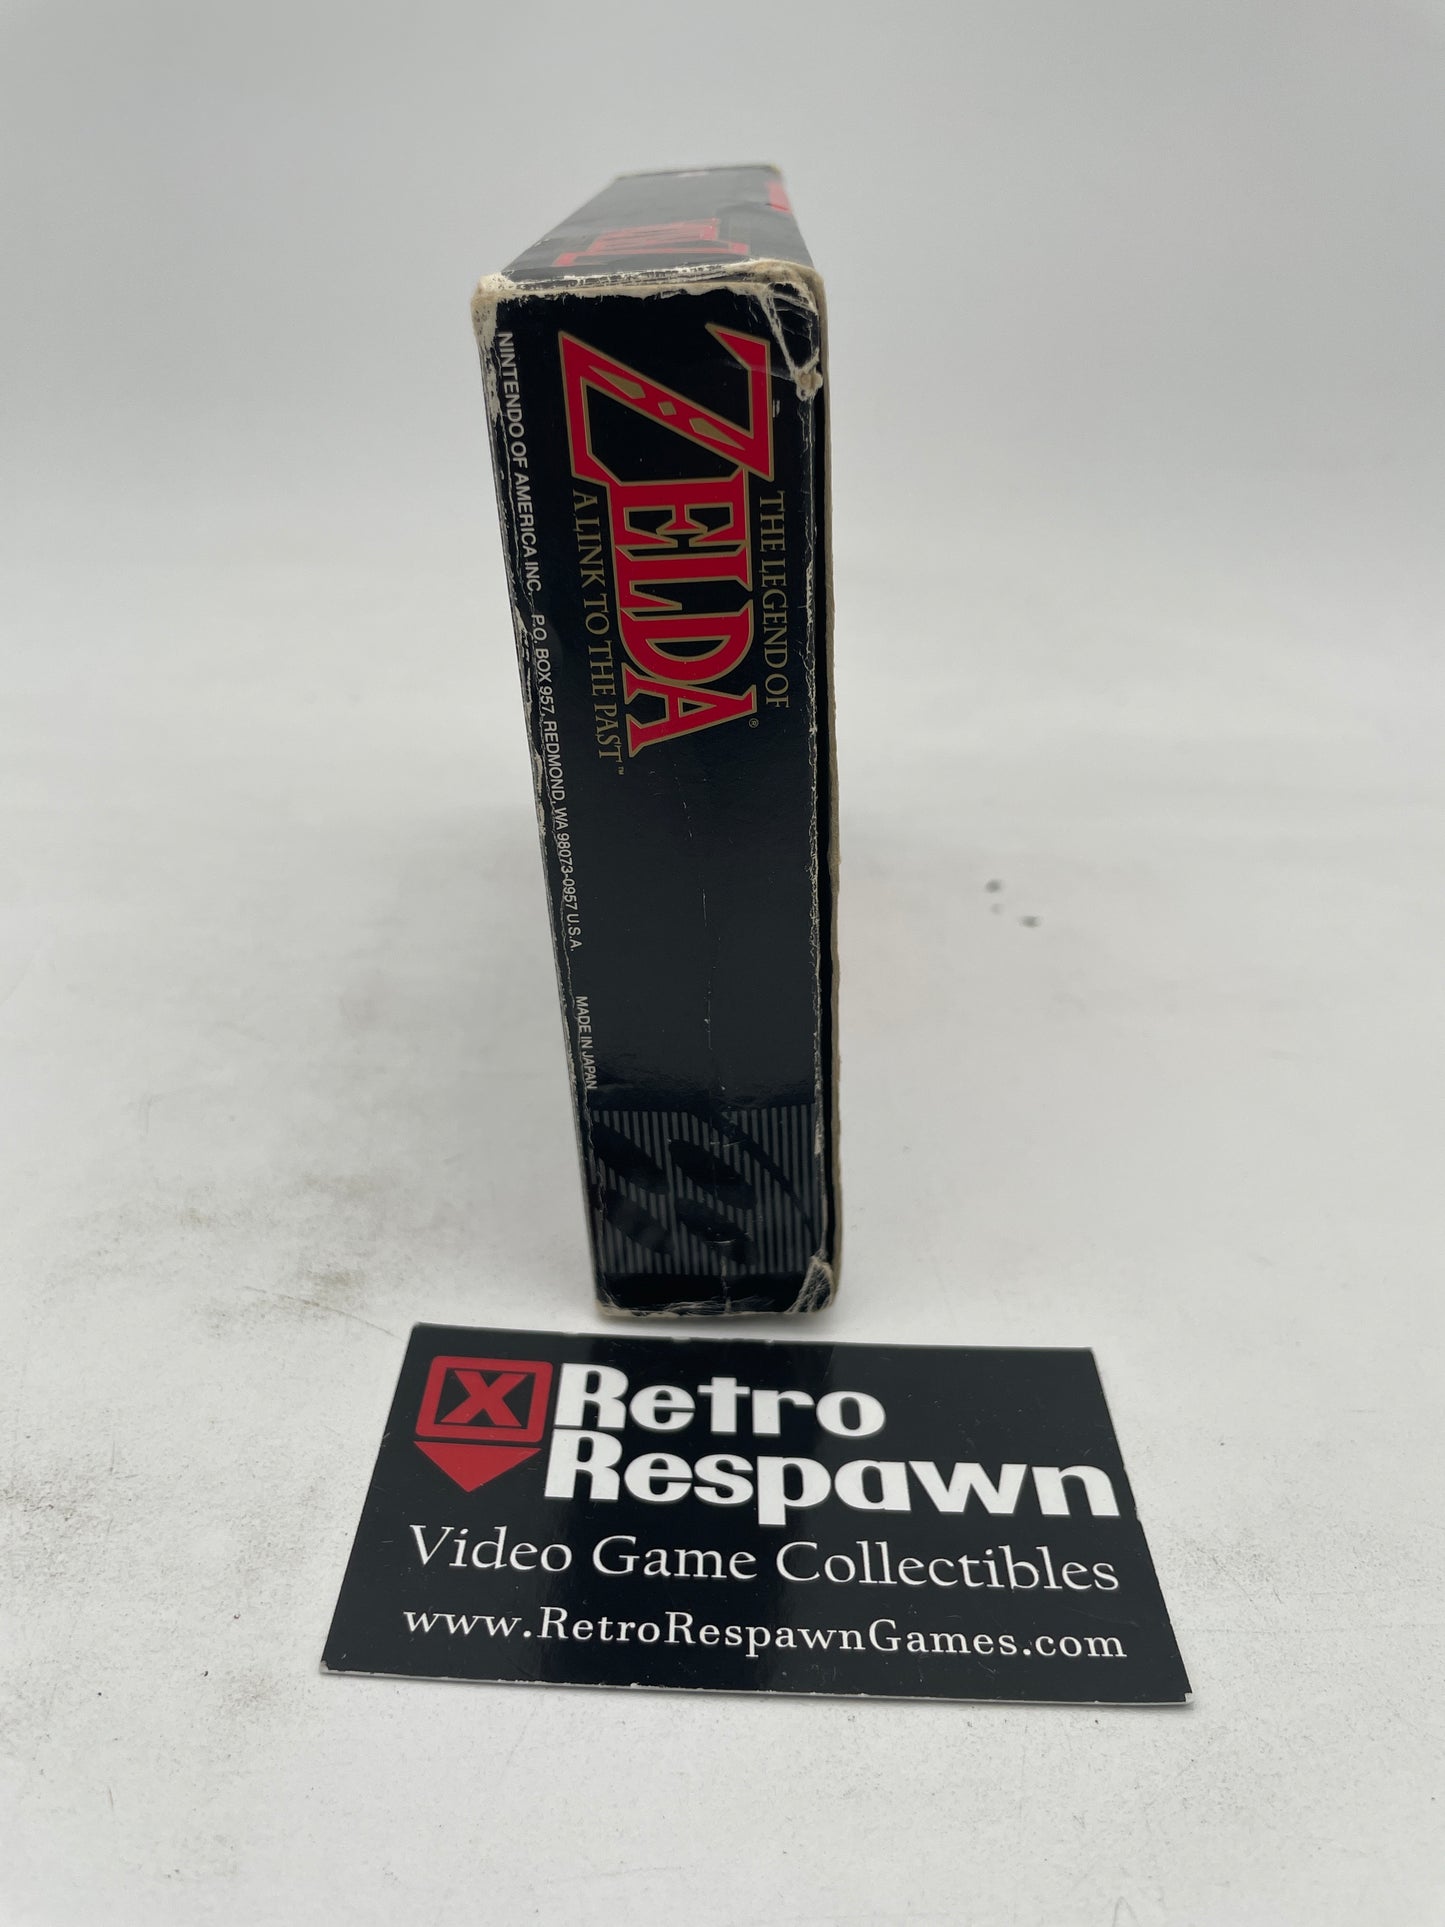 THE LEGEND OF
ZELDA®
A LINK TO THE PAST™
NINTENDO OF AMERICA INC. P.O. BOX 957, REDMOND, WA 98073-0957 U.S.A. MADE IN JAPAN
X
Retro
Respawn
Video Game Collectibles
www.RetroRespawnGames.com